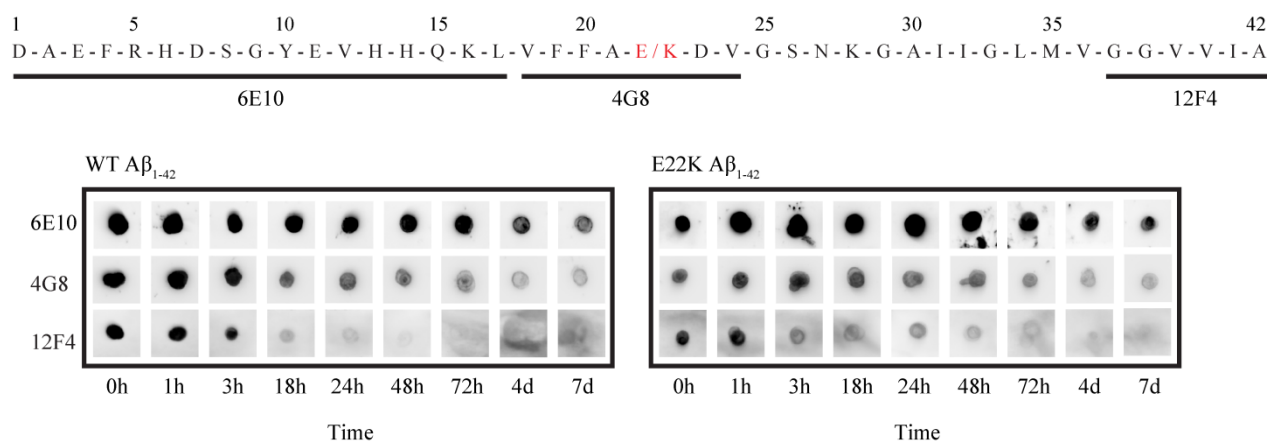 1 5 10 15 20 25 30 35 42
D - A - E - F - R - H - D - S - G - Y - E - V - H - H - Q - K - L - V - F - F - A - E / K - D - V - G - S - N - K - G - A - I - I - G - L - M - V - G - G - V - V - I - A
6E10 4G8 12F4
WT Aβ1-42 E22K Aβ1-42
6E10
4G8
12F4
0h 1h 3h 18h 24h 48h 72h 4d 7d 0h 1h 3h 18h 24h 48h 72h 4d 7d
Time Time